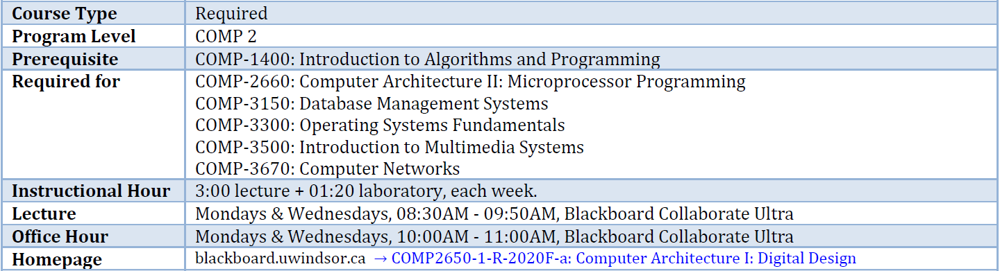 Course Type Required
Program Level COMP 2
Prerequisite COMP-1400: Introduction to Algorithms and Programming
Required for COMP-2660: Computer Architecture II: Microprocessor Programming
COMP-3150: Database Management Systems
COMP-3300: Operating Systems Fundamentals
COMP-3500: Introduction to Multimedia Systems
COMP-3670: Computer Networks
Instructional Hour 3:00 lecture + 01:20 laboratory, each week.
Lecture Mondays & Wednesdays, 08:30AM - 09:50AM, Blackboard Collaborate Ultra
Office Hour Mondays & Wednesdays, 10:00AM - 11:00AM, Blackboard Collaborate Ultra
Homepage blackboard.uwindsor.ca → COMP2650-1-R-2020F-a: Computer Architecture I: Digital Design